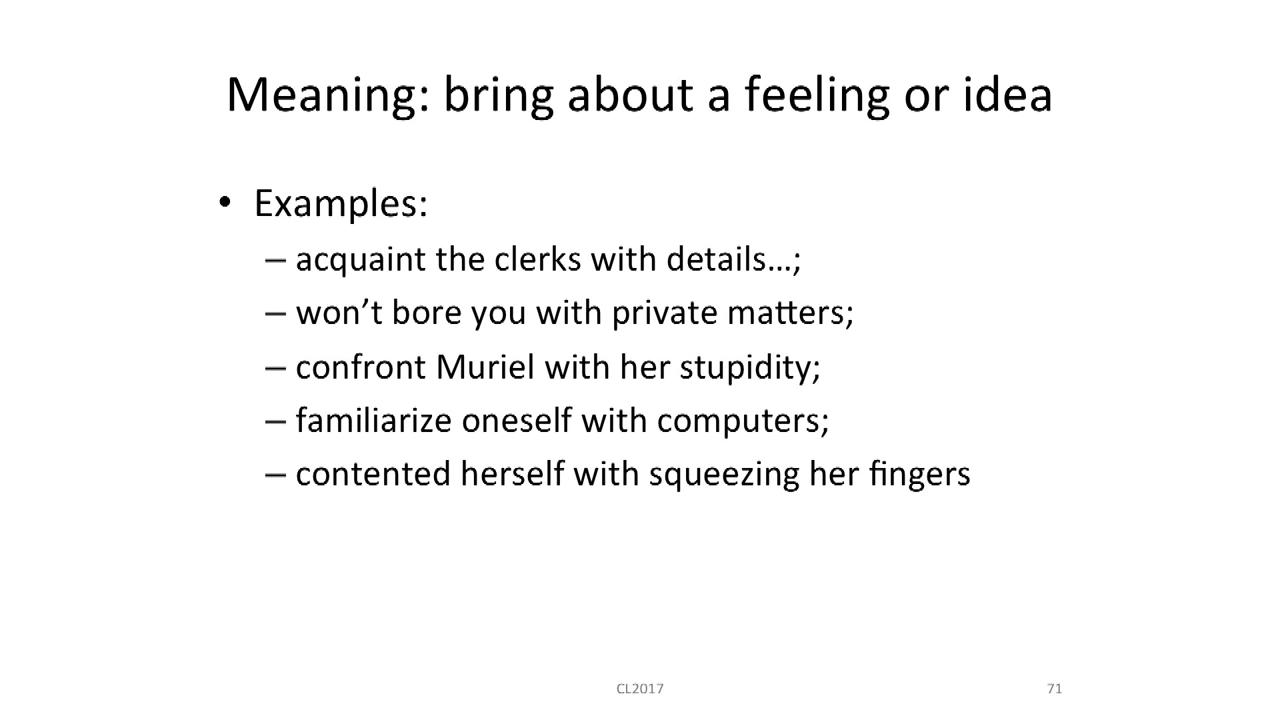 Meaning: bring about a feeling or idea
• Examples:
– acquaint the clerks with details…;
– won’t bore you with private matters;
– confront Muriel with her stupidity;
– familiarize oneself with computers;
– contented herself with squeezing her fingers
CL2017
71